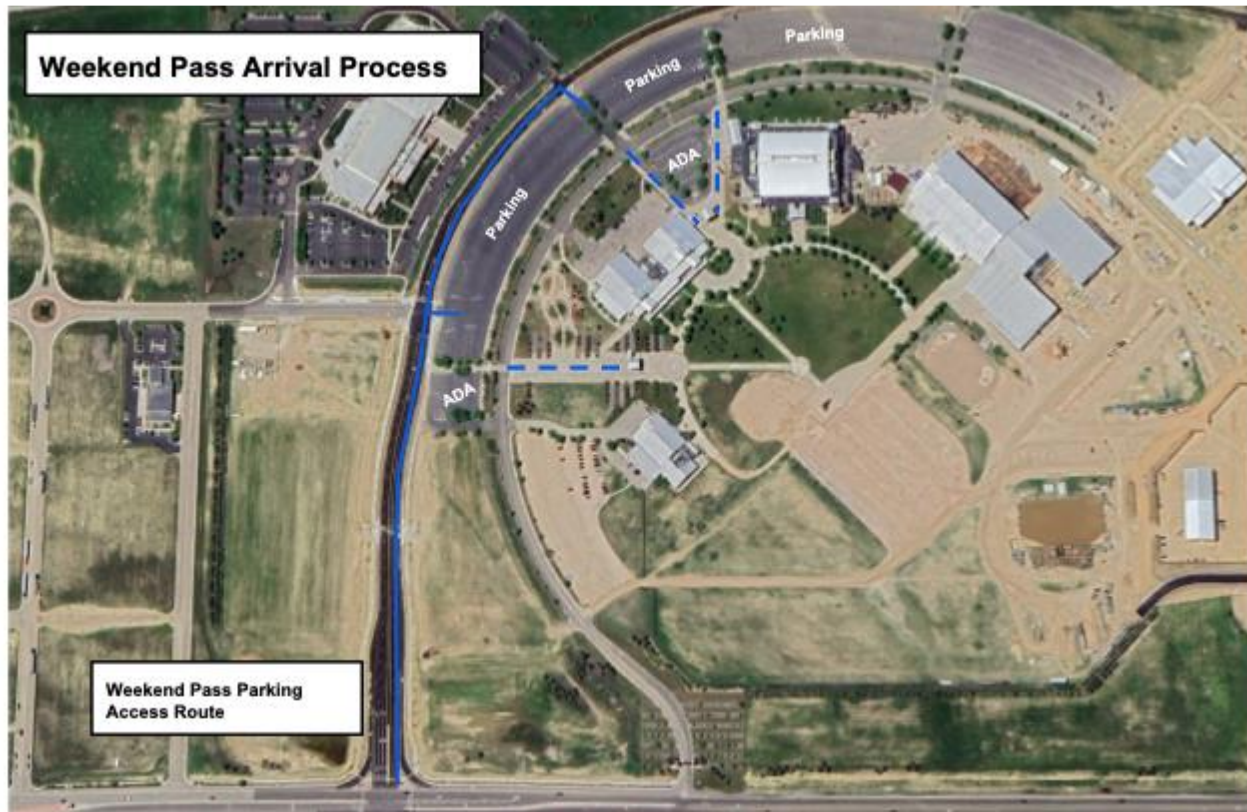 Weekend Pass Arrival Process
Parking
Parking
ADA
Parking
ADA
Weekend Pass Parking
Access Route